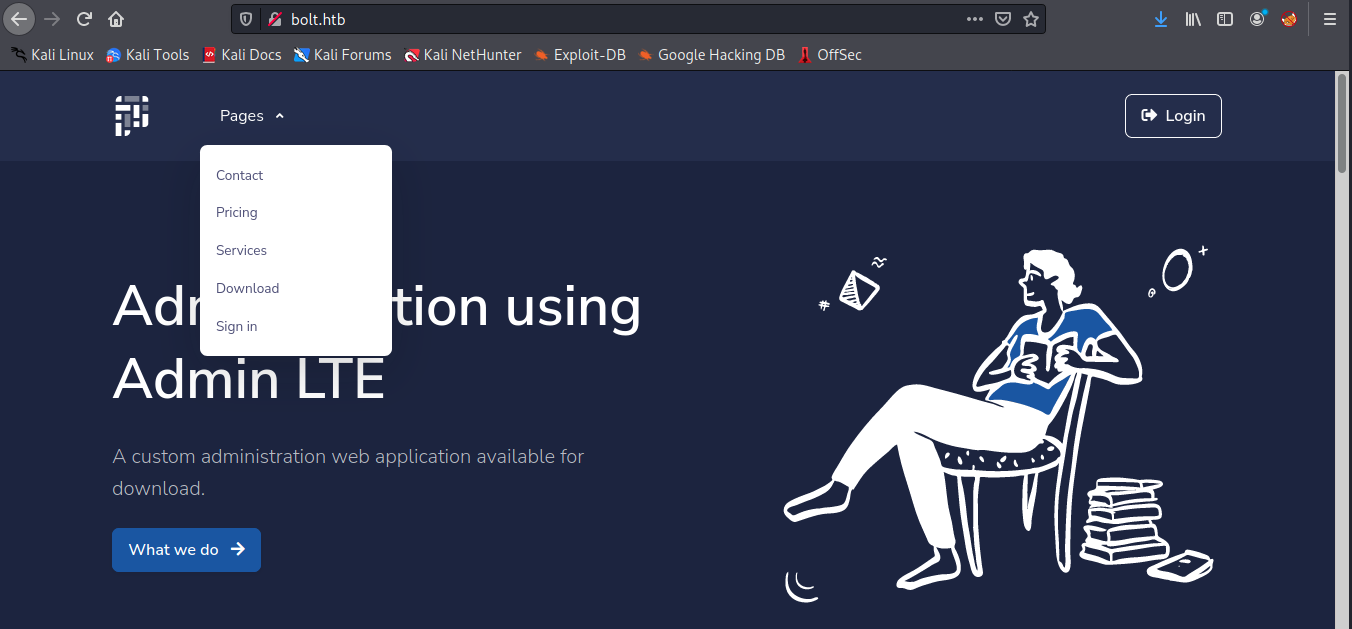 bolt.htb
Kali Linux Kali Tools Kali Docs Kali Forums Kali NetHunter Exploit-DB Google Hacking DB OffSec
Pages Login
Contact
Pricing
Services
Download
Sign in
tion using
Admin LTE
A custom administration web application available for
download.
What we do